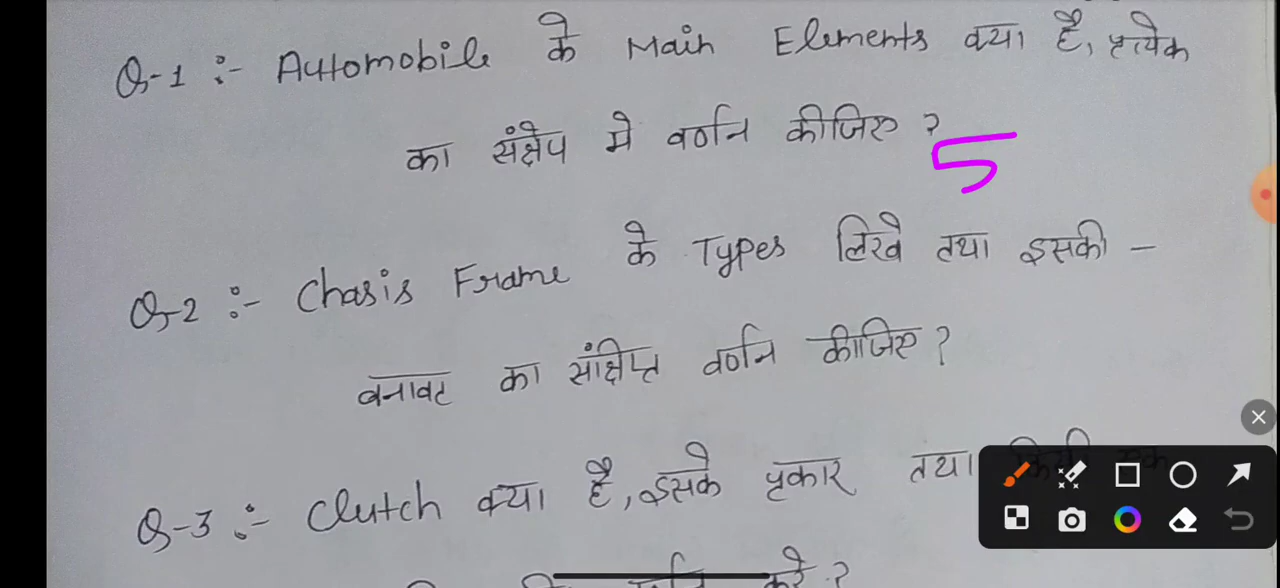 Q-1 :- Automobile के Main Elements क्या है, प्रत्येक
का संक्षेप मे वर्णन कीजिए ?
5
Q-2 :- Chasis Frame के Types लिखे तथा इसकी -
बनावट का संक्षिप्त वर्णन कीजिए ?
Q-3 :- Clutch क्या है, इसके प्रकार तथा
करे ?